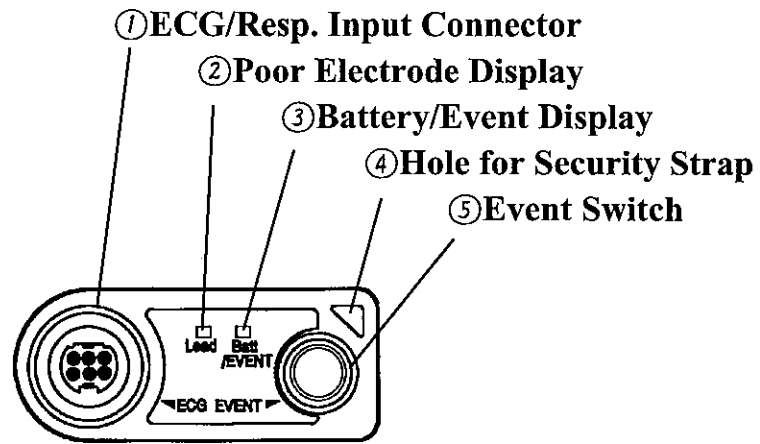 ①ECG/Resp. Input Connector
②Poor Electrode Display
③Battery/Event Display
④Hole for Security Strap
⑤Event Switch
Lead Batt
/EVENT
◥ECG EVENT◤